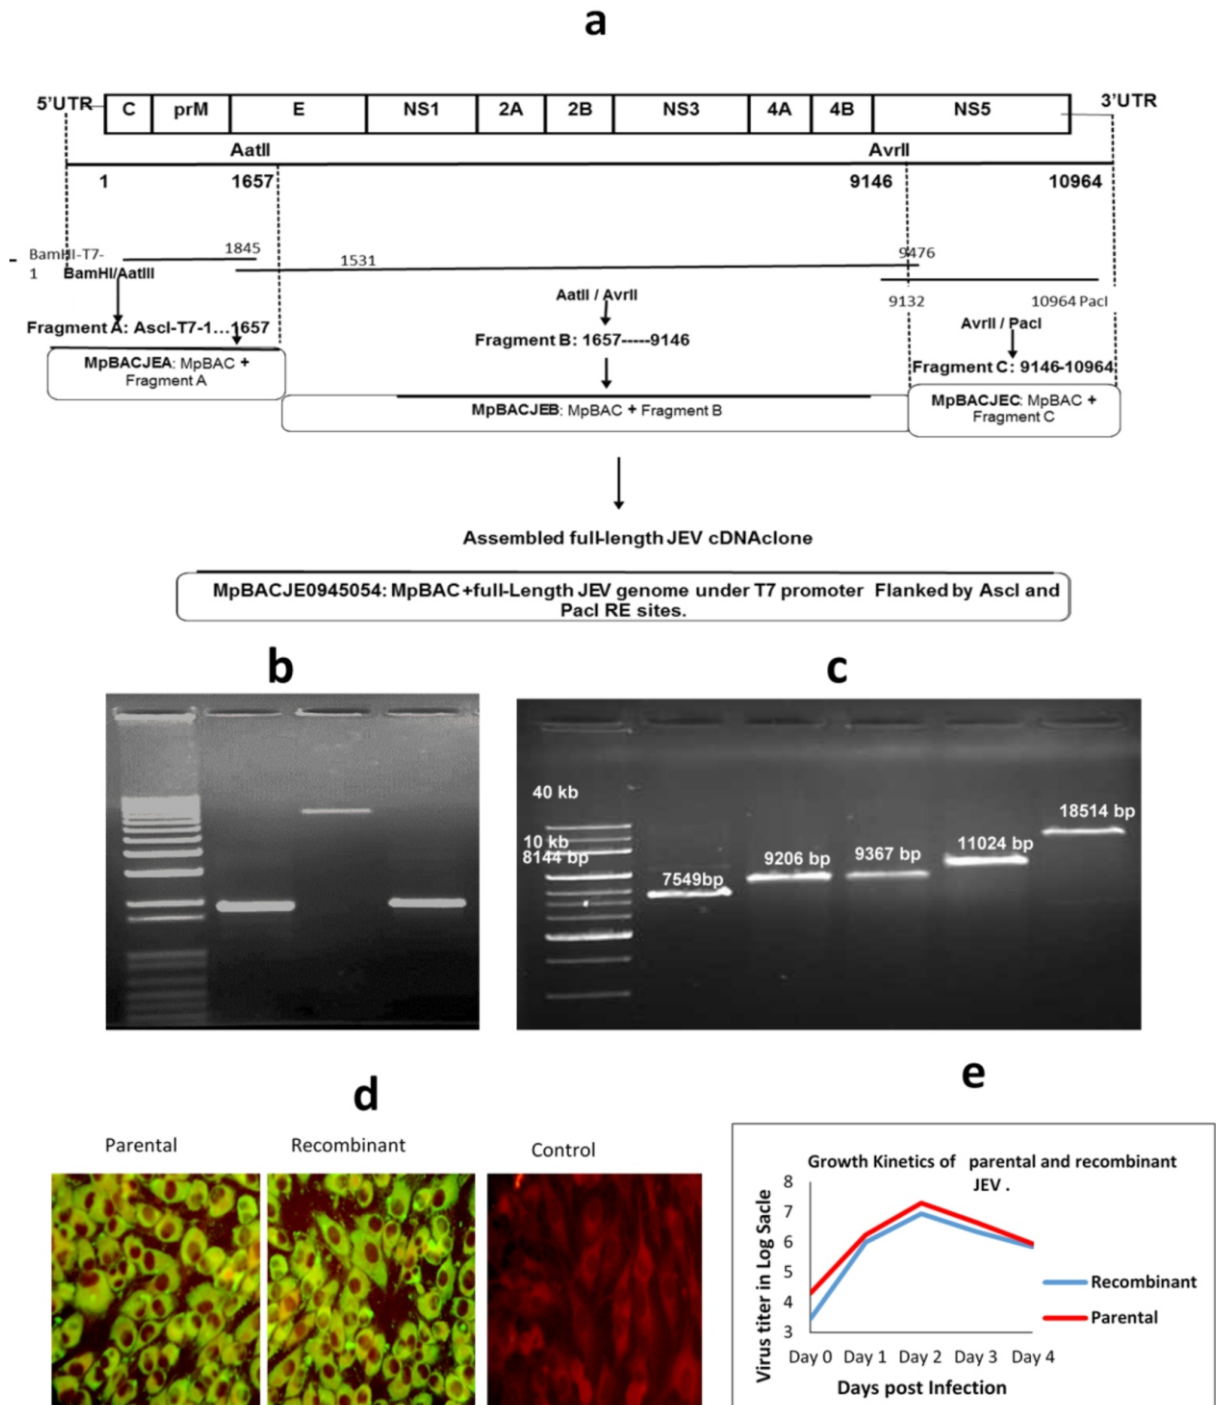 a
5'UTR C prM E NS1 2A 2B NS3 4A 4B NS5 3'UTR
AatII AvrII
1 1657 9146 10964
BamHI-T7-
1
1845
1531
9476
BamHI/AatIII
9132 10964 PacI
AatII / AvrII
AvrII / PacI
Fragment A: AscI-T7-1...1657
Fragment B: 1657-----9146
Fragment C: 9146-10964
MpBACJEA: MpBAC +
Fragment A
MpBACJEB: MpBAC + Fragment B
MpBACJEC: MpBAC +
Fragment C
Assembled full-length JEV cDNAclone
MpBACJE0945054: MpBAC+full-Length JEV genome under T7 promoter Flanked by AscI and
PacI RE sites.
b
c
40 kb
10 kb
8144 bp
7549bp
9206 bp
9367 bp
11024 bp
18514 bp
d
Parental Recombinant Control
e
Growth Kinetics of parental and recombinant
JEV .
Virus titer in Log Sacle
8
7
6
5
4
3
Day 0 Day 1 Day 2 Day 3 Day 4
Days post Infection
Recombinant
Parental